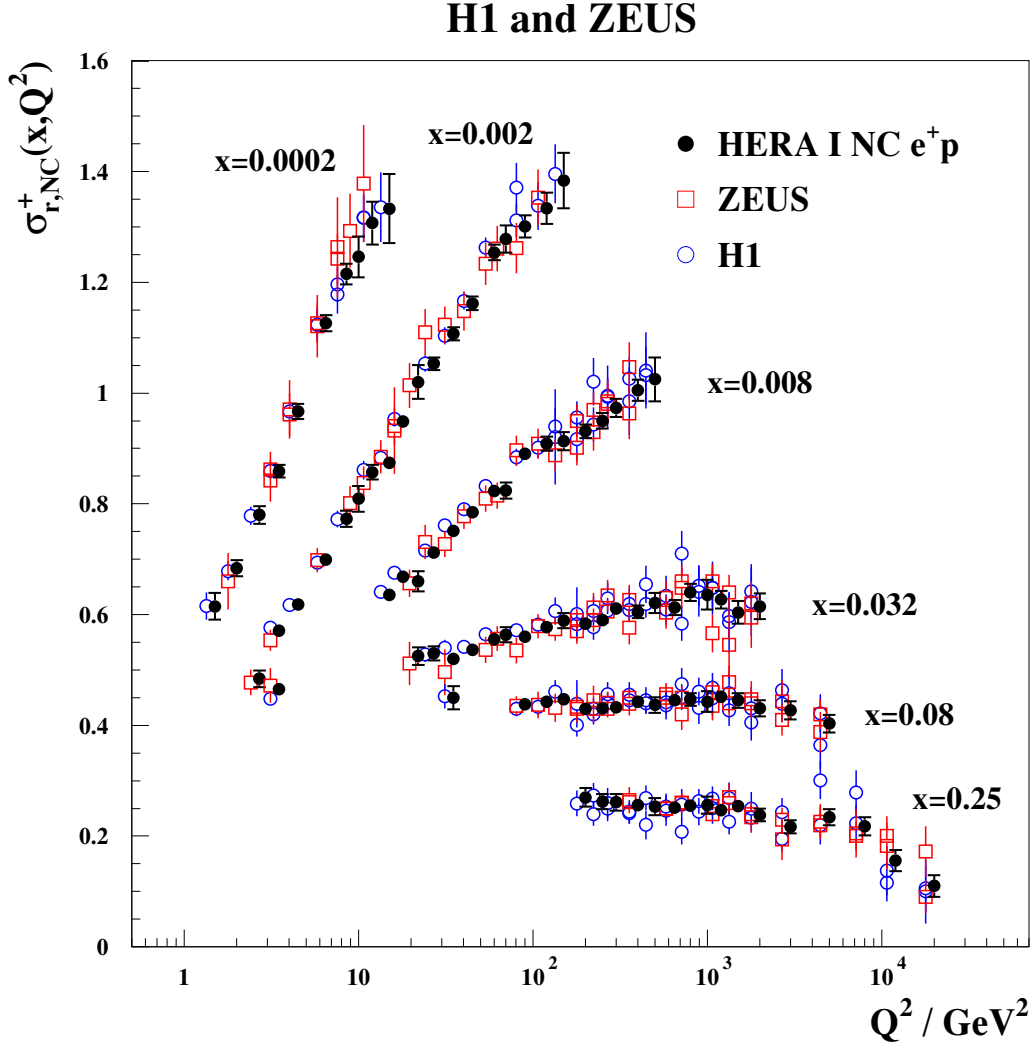 H1 and ZEUS
σ⁺r,NC(x,Q²)
1.6
1.4
1.2
1
0.8
0.6
0.4
0.2
0
x=0.0002
x=0.002
x=0.008
x=0.032
x=0.08
x=0.25
HERA I NC e⁺p
ZEUS
H1
1
10
10²
10³
10⁴
Q² / GeV²